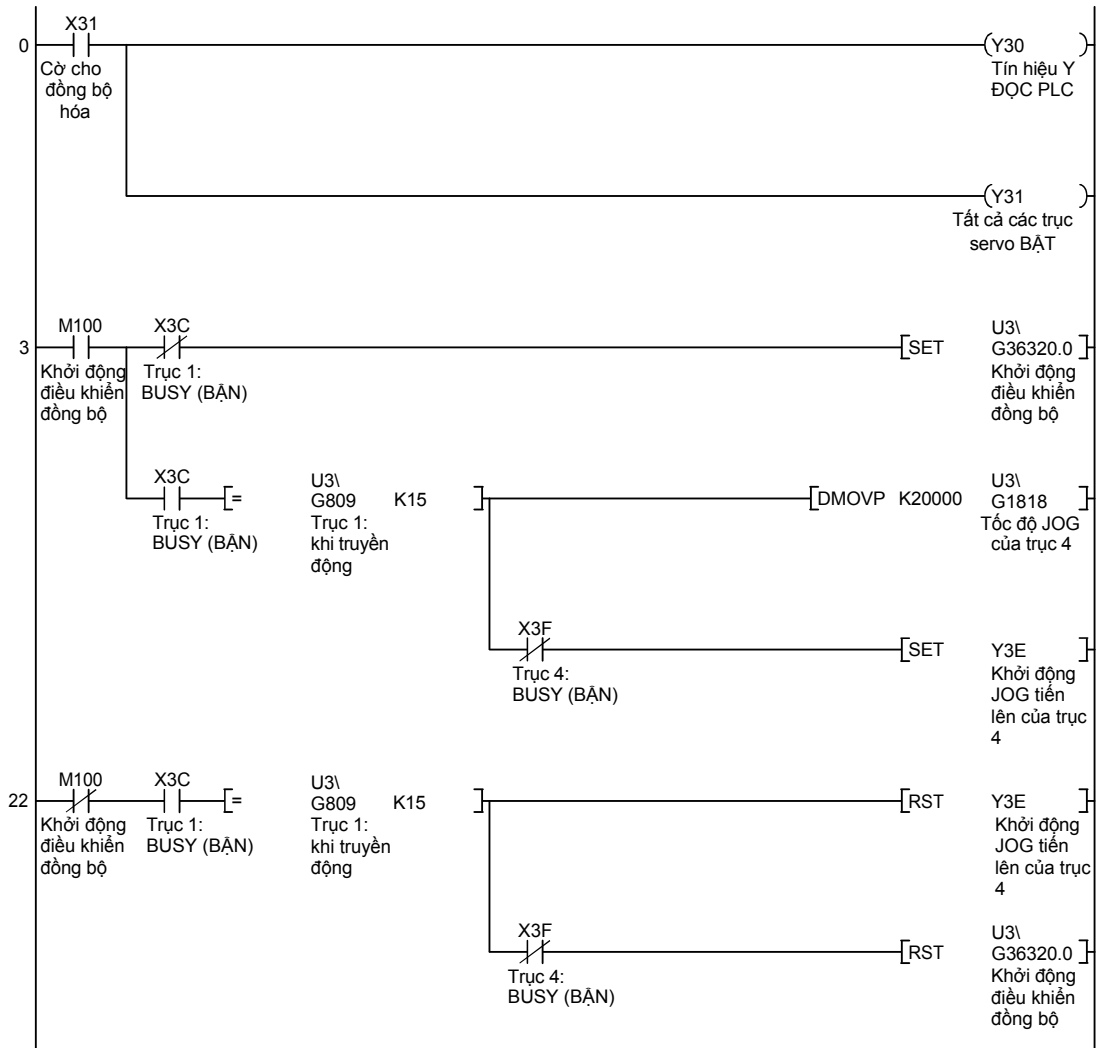 X31
0
(Y30 )
Cờ cho
đồng bộ
hóa
Tín hiệu Y
ĐỌC PLC
(Y31 )
Tất cả các trục
servo BẬT
M100 X3C U3\
3 [SET G36320.0 ]
Khởi động Trục 1: Khởi động
điều khiển BUSY (BẬN) điều khiển
đồng bộ đồng bộ
X3C U3\ U3\
[= G809 K15 ] [DMOVP K20000 G1818 ]
Trục 1: Trục 1: Tốc độ JOG
BUSY (BẬN) khi truyền của trục 4
động
X3F
[SET Y3E ]
Trục 4: Khởi động
BUSY (BẬN) JOG tiến
lên của trục
4
M100 X3C U3\
22 [= G809 K15 ] [RST Y3E ]
Khởi động Trục 1: Trục 1: Khởi động
điều khiển BUSY (BẬN) khi truyền JOG tiến
đồng bộ động lên của trục
4
X3F U3\
[RST G36320.0 ]
Trục 4: Khởi động
BUSY (BẬN) điều khiển
đồng bộ